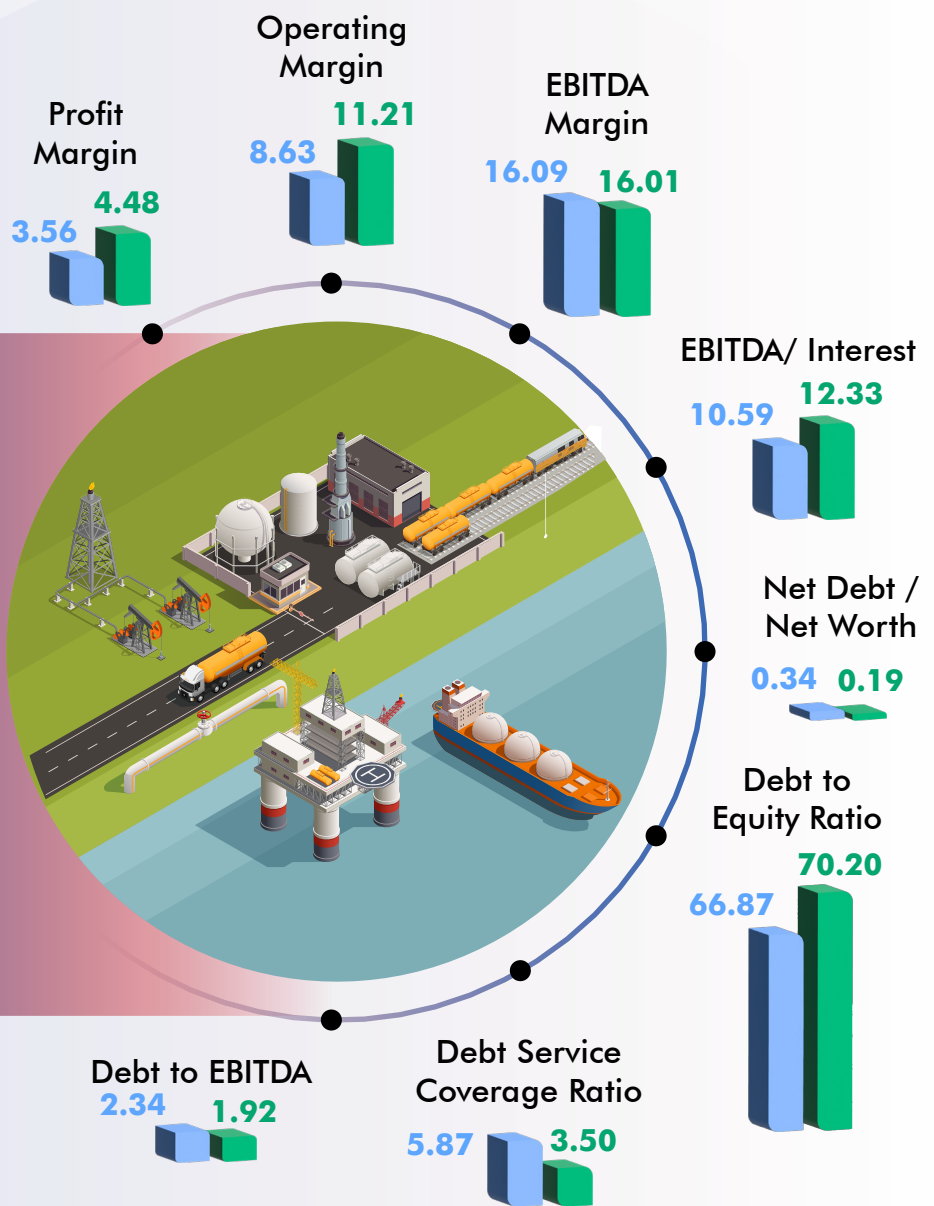 Operating
Margin
8.63
11.21
Profit
Margin
3.56
4.48
EBITDA
Margin
16.09
16.01
EBITDA/ Interest
10.59
12.33
Net Debt /
Net Worth
0.34
0.19
Debt to
Equity Ratio
66.87
70.20
Debt Service
Coverage Ratio
5.87
3.50
Debt to EBITDA
2.34
1.92
H